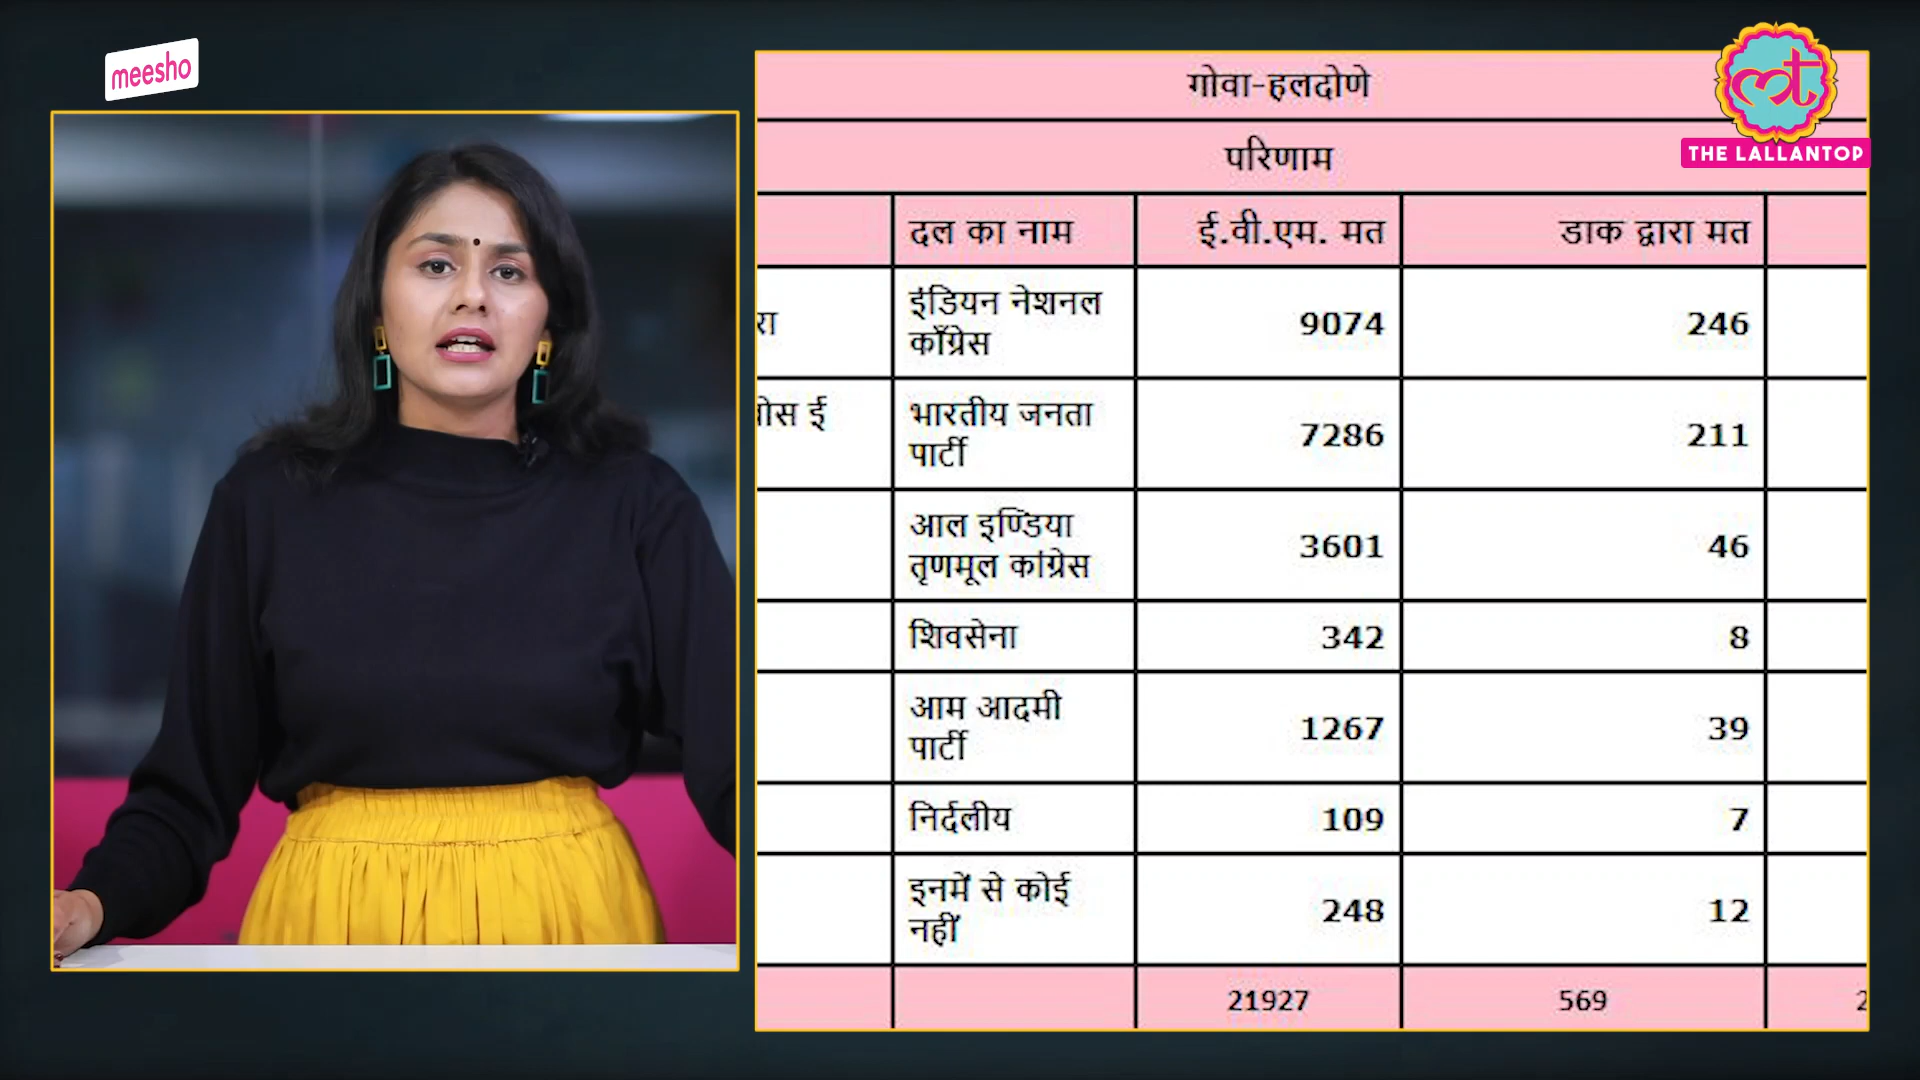 meesho
THE LALLANTOP
गोवा-हलदोणे
परिणाम
दल का नाम ई.वी.एम. मत डाक द्वारा मत
रा इंडियन नेशनल 9074 246
काँग्रेस
भारतीय जनता 7286 211
पार्टी
आल इण्डिया 3601 46
तृणमूल कांग्रेस
शिवसेना 342 8
आम आदमी 1267 39
पार्टी
निर्दलीय 109 7
इनमें से कोई 248 12
नहीं
21927 569